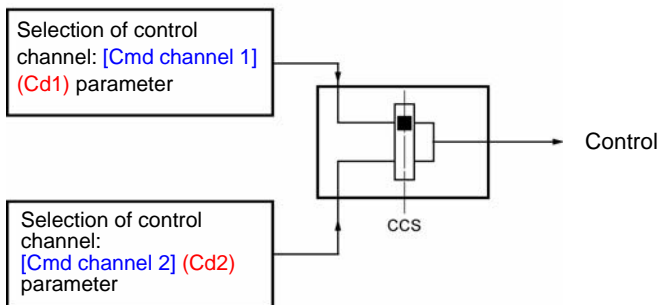 Selection of control
channel: [Cmd channel 1]
(Cd1) parameter
Control
Selection of control
channel:
[Cmd channel 2] (Cd2)
parameter
CCS